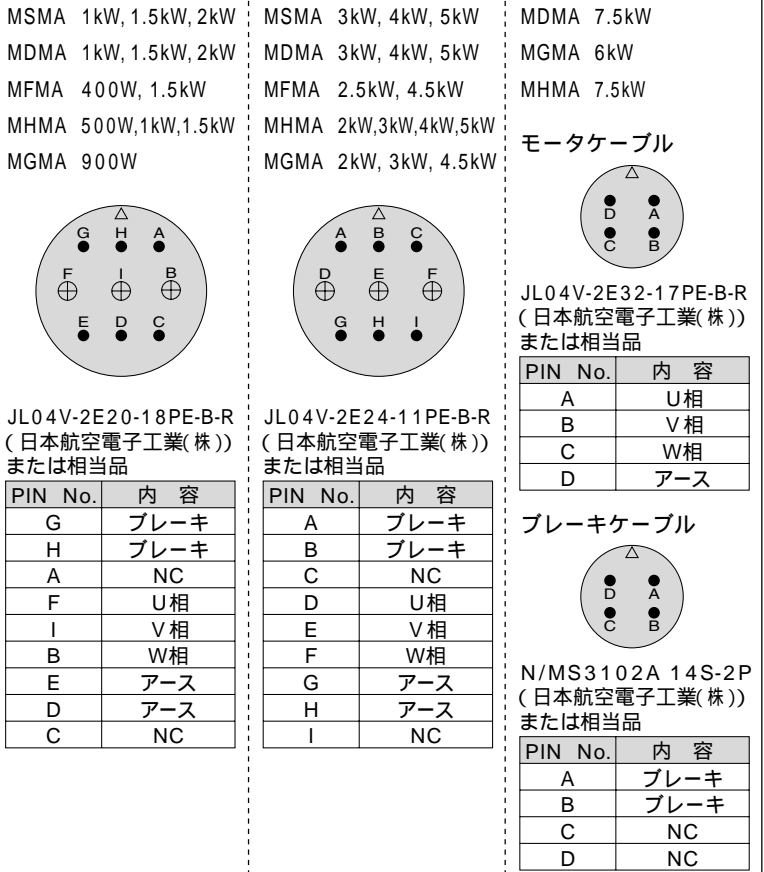 MSMA 1kW, 1.5kW, 2kW
MDMA 1kW, 1.5kW, 2kW
MFMA 400W, 1.5kW
MHMA 500W,1kW,1.5kW
MGMA 900W
G H A
F I B
E D C
JL04V-2E20-18PE-B-R
(日本航空電子工業(株))
または相当品
PIN No. 内 容
G ブレーキ
H ブレーキ
A NC
F U相
I V相
B W相
E アース
D アース
C NC
MSMA 3kW, 4kW, 5kW
MDMA 3kW, 4kW, 5kW
MFMA 2.5kW, 4.5kW
MHMA 2kW,3kW,4kW,5kW
MGMA 2kW, 3kW, 4.5kW
A B C
D E F
G H I
JL04V-2E24-11PE-B-R
(日本航空電子工業(株))
または相当品
PIN No. 内 容
A ブレーキ
B ブレーキ
C NC
D U相
E V相
F W相
G アース
H アース
I NC
MDMA 7.5kW
MGMA 6kW
MHMA 7.5kW
モータケーブル
D A
C B
JL04V-2E32-17PE-B-R
(日本航空電子工業(株))
または相当品
PIN No. 内 容
A U相
B V相
C W相
D アース
ブレーキケーブル
D A
C B
N/MS3102A 14S-2P
(日本航空電子工業(株))
または相当品
PIN No. 内 容
A ブレーキ
B ブレーキ
C NC
D NC